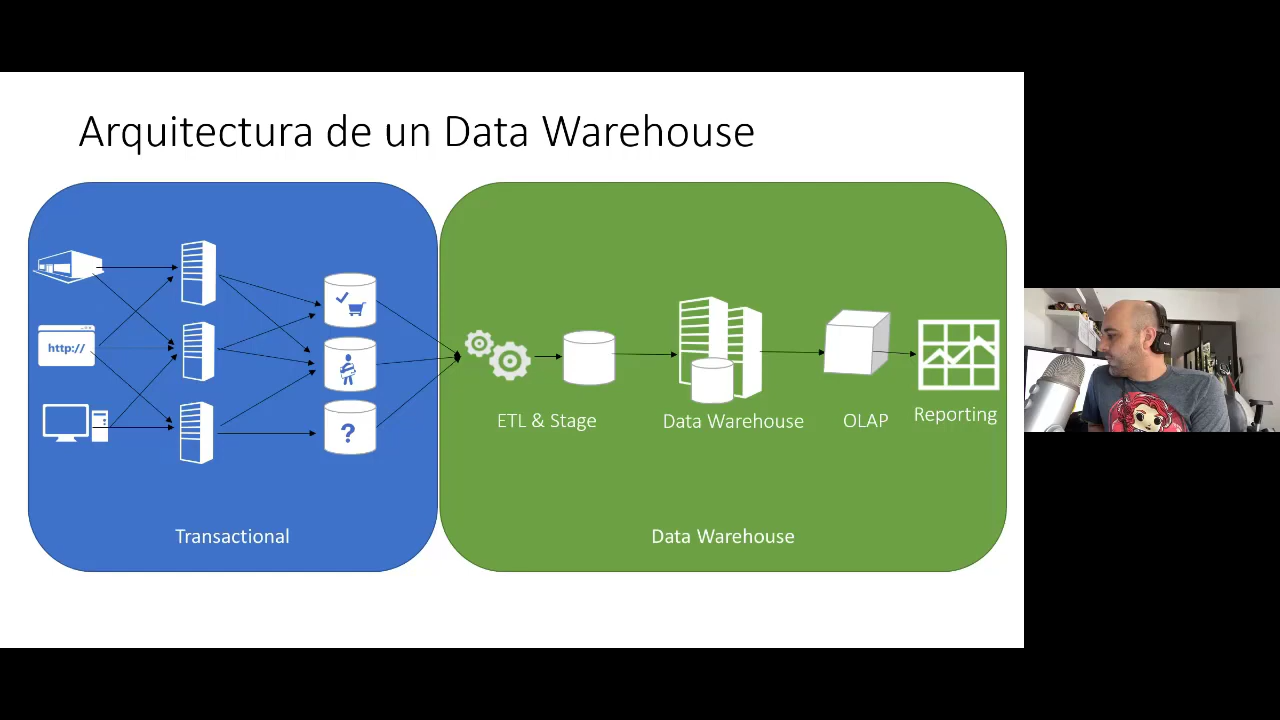 Arquitectura de un Data Warehouse
http://
?
ETL & Stage
Data Warehouse
OLAP
Reporting
Transactional
Data Warehouse